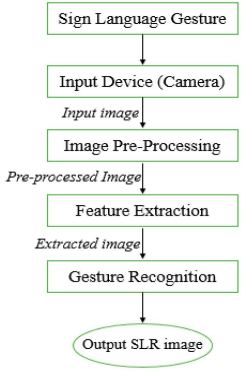 Sign Language Gesture
Input Device (Camera)
Input image
Image Pre-Processing
Pre-processed Image
Feature Extraction
Extracted image
Gesture Recognition
Output SLR image